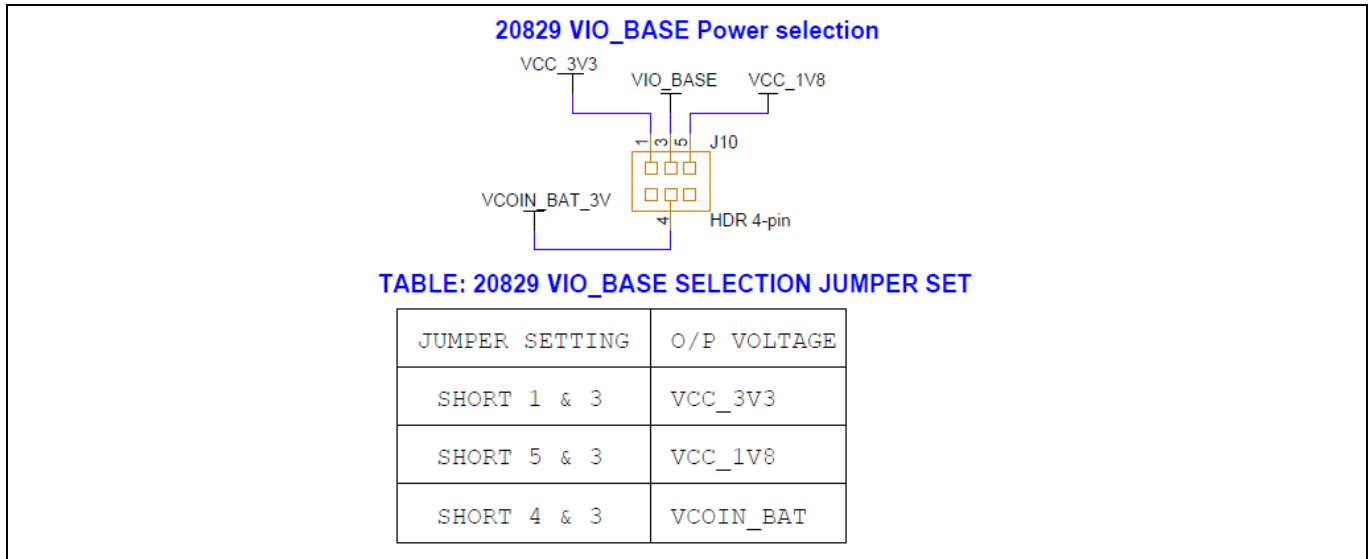 20829 VIO_BASE Power selection
VCC_3V3
VIO_BASE
VCC_1V8
1 3 5
J10
VCOIN_BAT_3V
4
HDR 4-pin
TABLE: 20829 VIO_BASE SELECTION JUMPER SET
JUMPER SETTING O/P VOLTAGE
SHORT 1 & 3 VCC_3V3
SHORT 5 & 3 VCC_1V8
SHORT 4 & 3 VCOIN_BAT